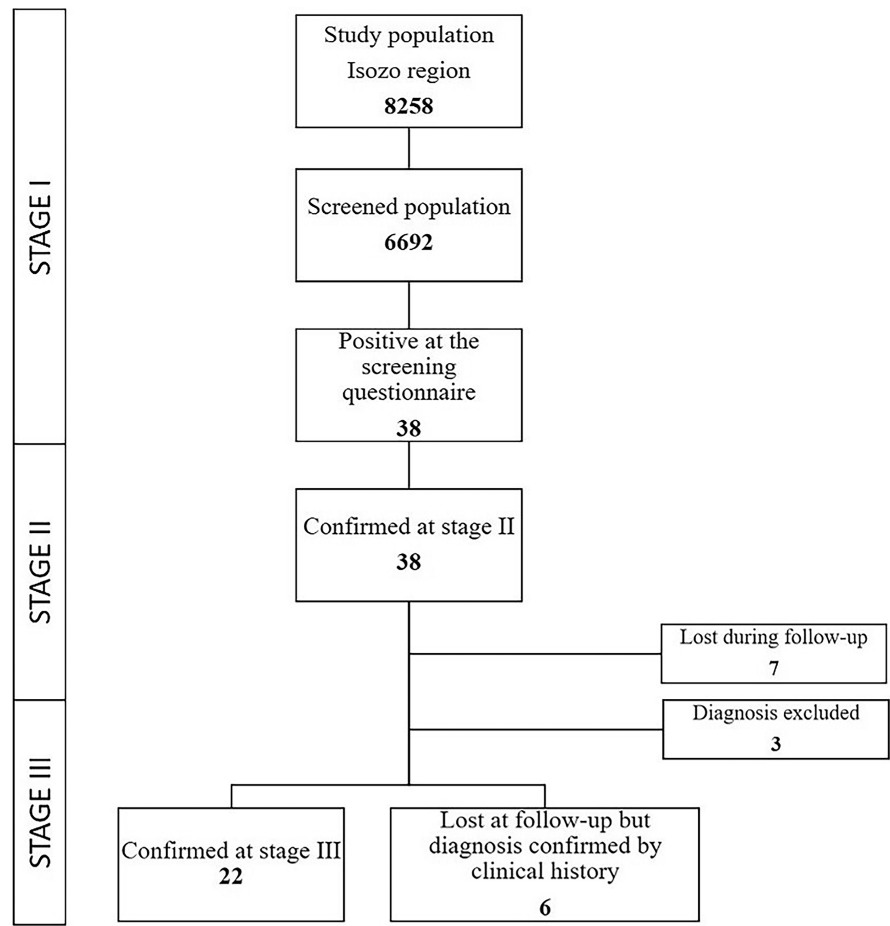 STAGE I
Study population
Isozo region
8258
Screened population
6692
Positive at the
screening
questionnaire
38
STAGE II
Confirmed at stage II
38
Lost during follow-up
7
STAGE III
Diagnosis excluded
3
Confirmed at stage III
22
Lost at follow-up but
diagnosis confirmed by
clinical history
6